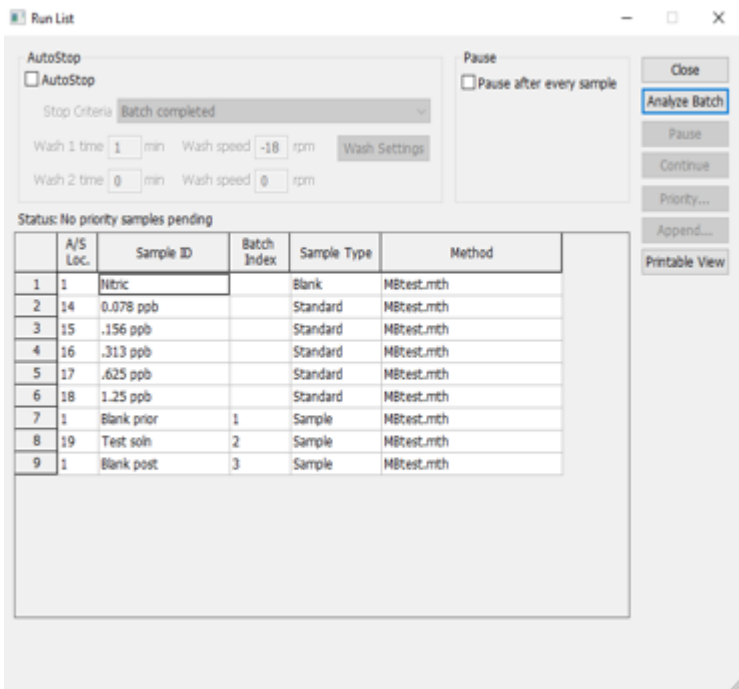 Run List
AutoStop
AutoStop
Stop Criteria Batch completed
Wash 1 time 1 min Wash speed -18 rpm Wash Settings
Wash 2 time 0 min Wash speed 0 rpm
Pause
Pause after every sample
Close
Analyze Batch
Pause
Continue
Priority...
Append...
Printable View
Status: No priority samples pending
A/S Loc. Sample ID Batch Index Sample Type Method
1 1 Nitric Blank MBtest.mth
2 14 0.078 ppb Standard MBtest.mth
3 15 .156 ppb Standard MBtest.mth
4 16 .313 ppb Standard MBtest.mth
5 17 .625 ppb Standard MBtest.mth
6 18 1.25 ppb Standard MBtest.mth
7 1 Blank prior 1 Sample MBtest.mth
8 19 Test soln 2 Sample MBtest.mth
9 1 Blank post 3 Sample MBtest.mth